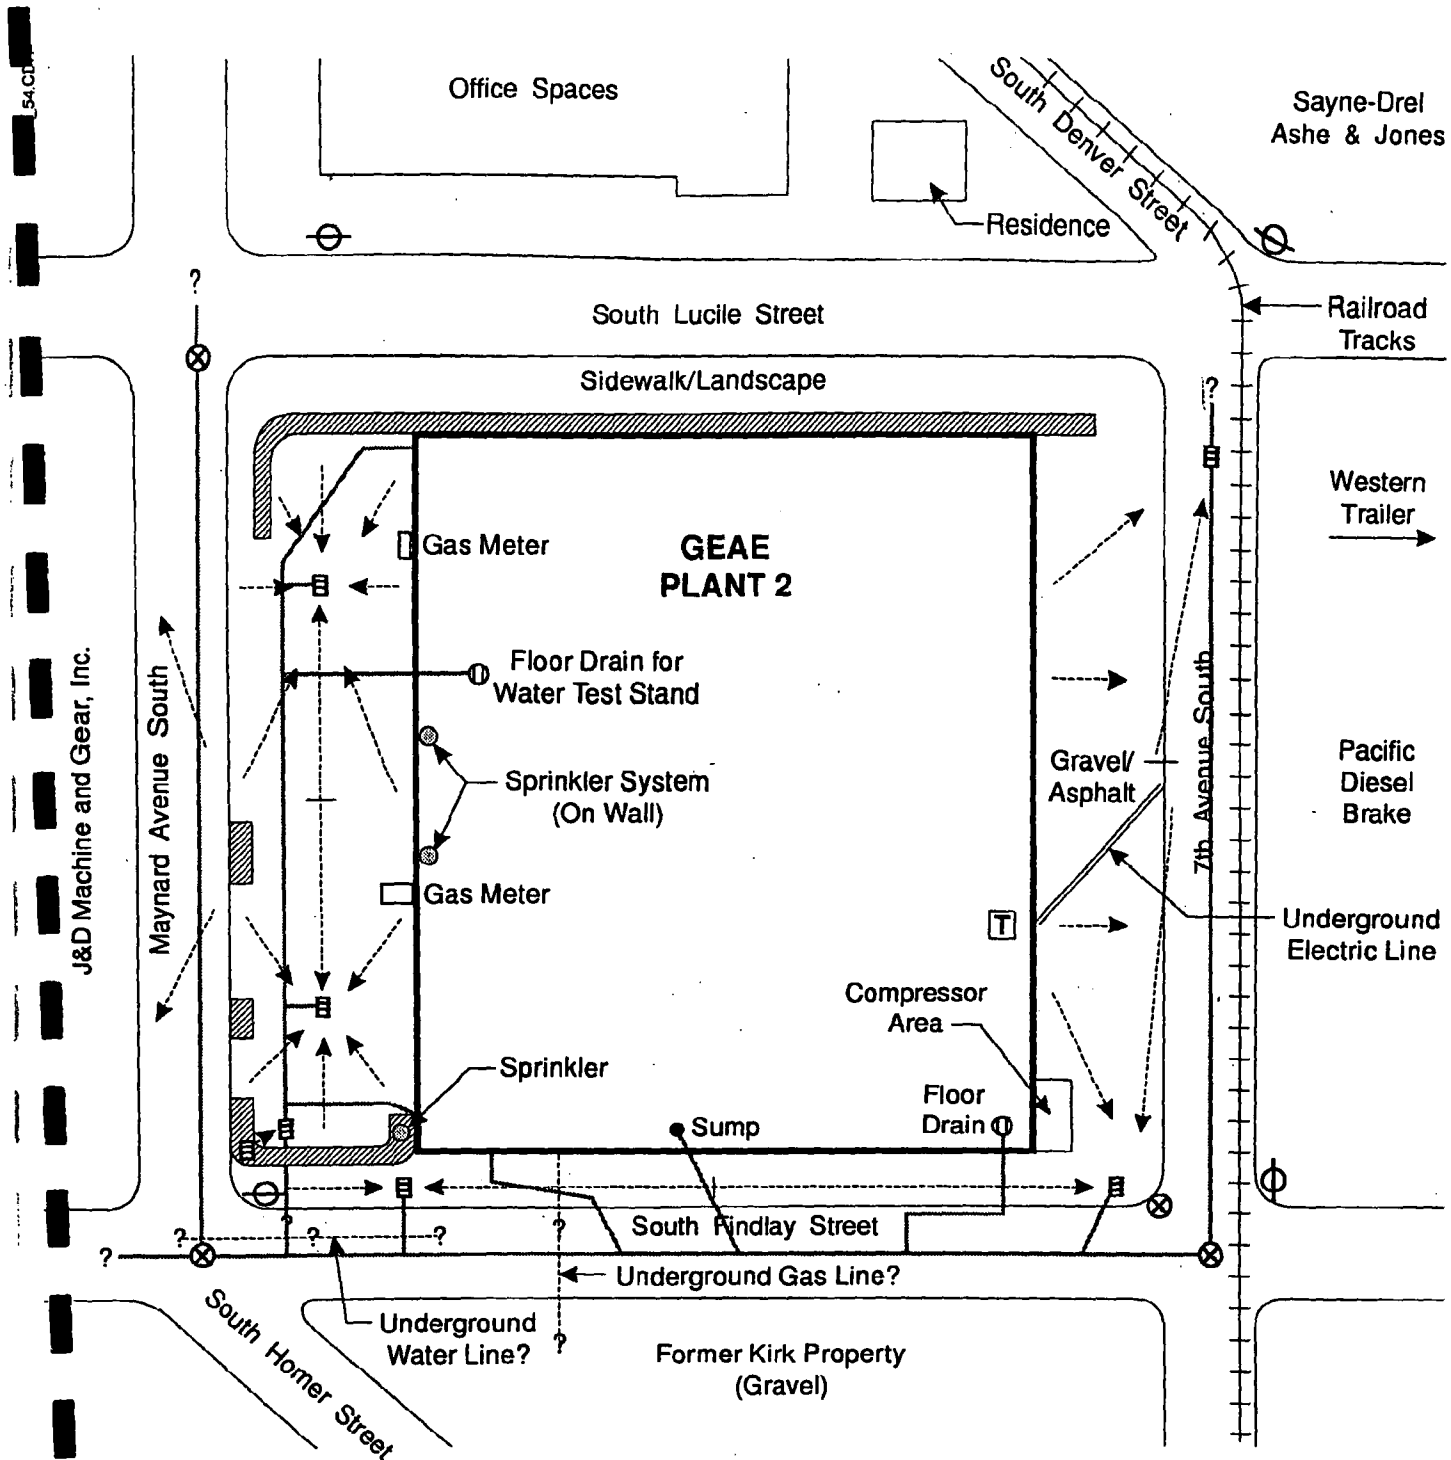 _54.CDR
Office Spaces
South Denver Street
Sayne-Drel
Ashe & Jones
Residence
?
South Lucile Street
Railroad
Tracks
Sidewalk/Landscape
?
Western
Trailer
Gas Meter
GEAE
PLANT 2
Floor Drain for
Water Test Stand
J&D Machine and Gear, Inc.
Maynard Avenue South
Sprinkler System
(On Wall)
Gravel/
Asphalt
7th Avenue South
Pacific
Diesel
Brake
Gas Meter
T
Underground
Electric Line
Compressor
Area
Sprinkler
Floor
Drain
Sump
?
?
?
?
?
South Findlay Street
?
Underground Gas Line?
South Homer Street
Underground
Water Line?
?
Former Kirk Property
(Gravel)